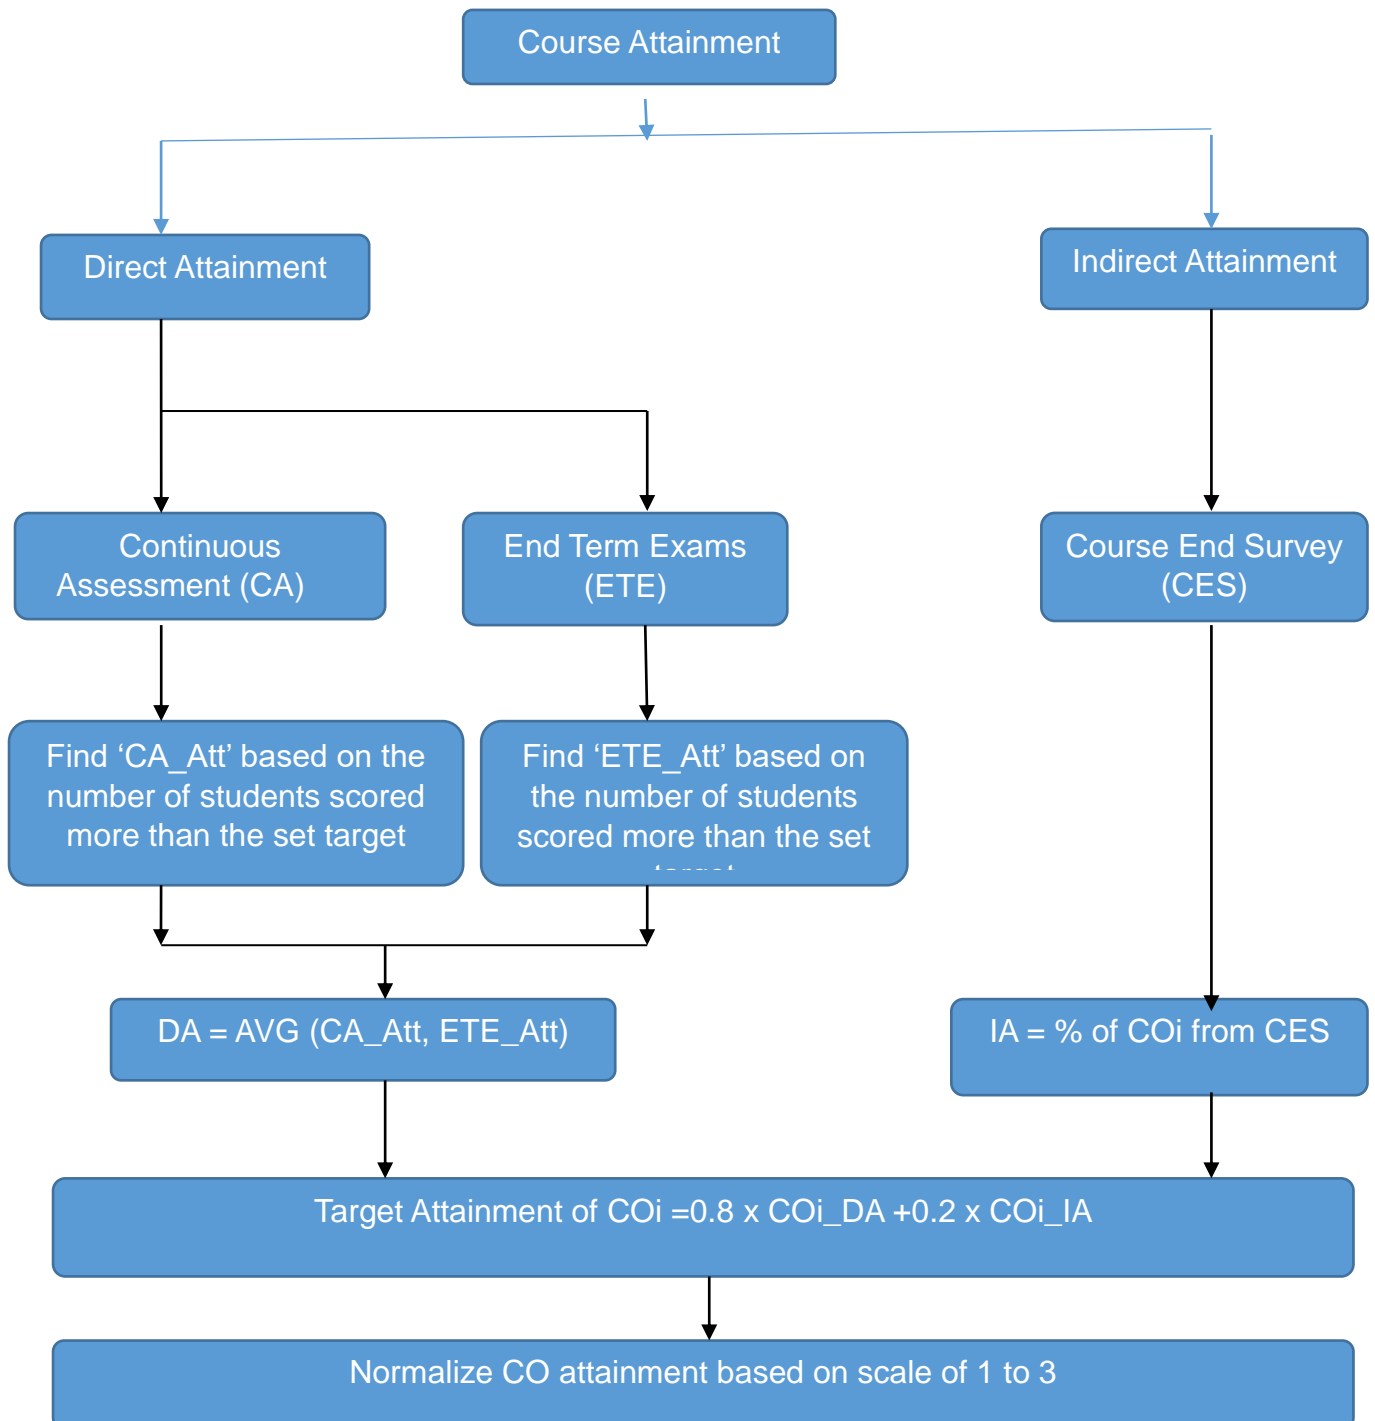 Course Attainment
Direct Attainment
Indirect Attainment
Continuous
Assessment (CA)
End Term Exams
(ETE)
Course End Survey
(CES)
Find ‘CA_Att’ based on the
number of students scored
more than the set target
Find ‘ETE_Att’ based on
the number of students
scored more than the set
DA = AVG (CA_Att, ETE_Att)
IA = % of COi from CES
Target Attainment of COi =0.8 x COi_DA +0.2 x COi_IA
Normalize CO attainment based on scale of 1 to 3